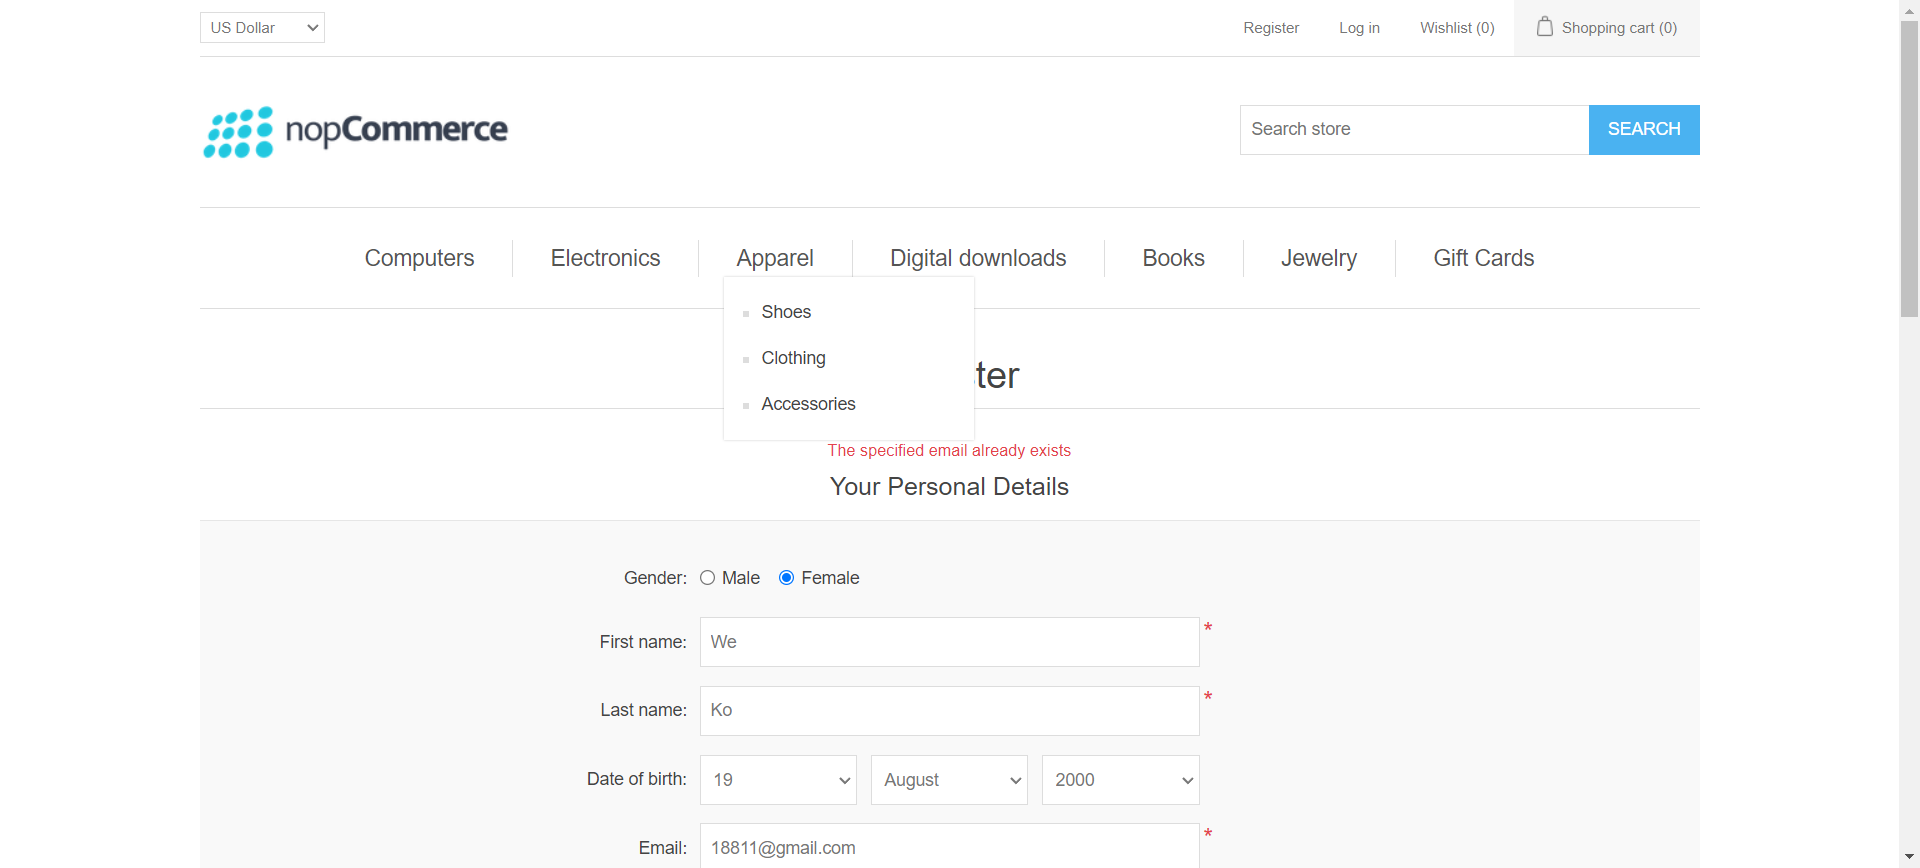 US Dollar Register Log in Wishlist (0) Shopping cart (0)
nopCommerce Search store SEARCH
Computers Electronics Apparel Digital downloads Books Jewelry Gift Cards
Shoes
Clothing
ter
Accessories
The specified email already exists
Your Personal Details
Gender: Male Female
First name: We *
Last name: Ko *
Date of birth: 19 August 2000
Email: 18811@gmail.com *